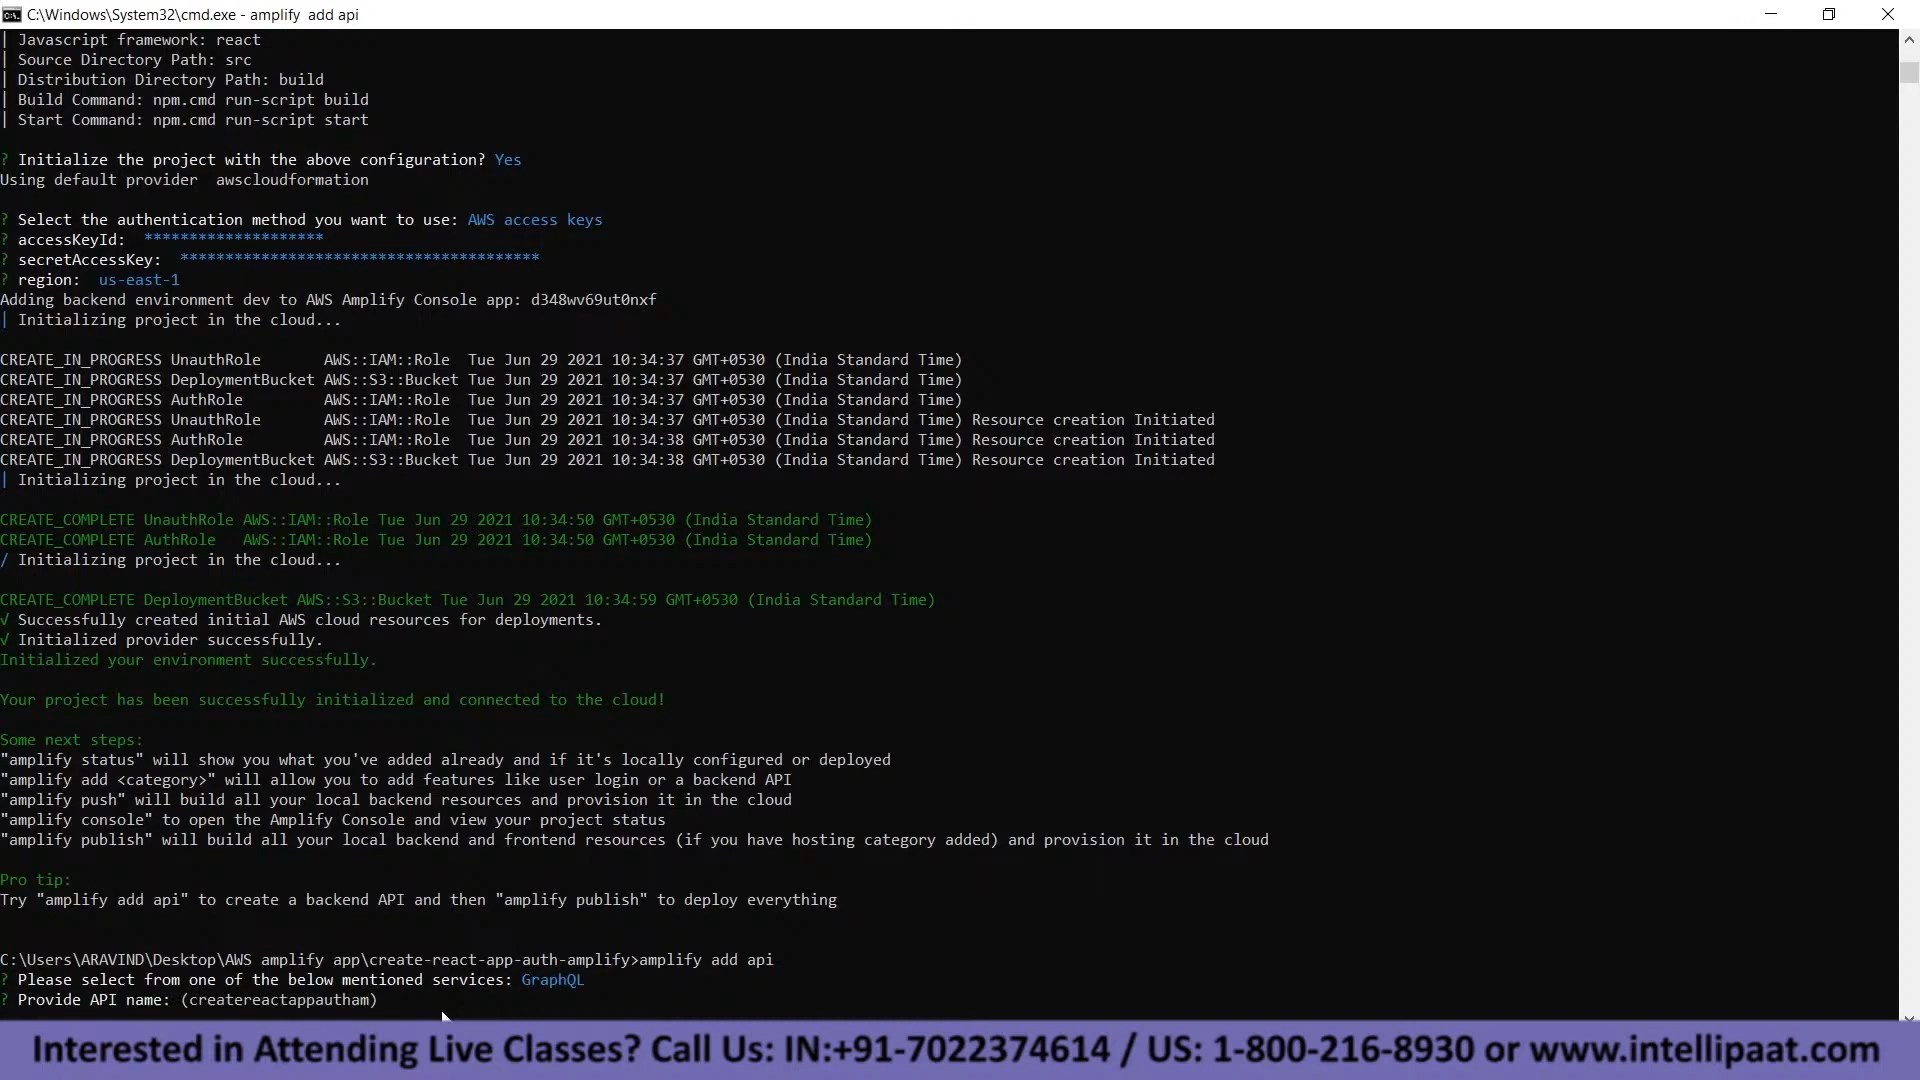 C:\Windows\System32\cmd.exe - amplify  add api
| Javascript framework: react
| Source Directory Path: src
| Distribution Directory Path: build
| Build Command: npm.cmd run-script build
| Start Command: npm.cmd run-script start
? Initialize the project with the above configuration? Yes
Using default provider  awscloudformation
? Select the authentication method you want to use: AWS access keys
? accessKeyId:  ********************
? secretAccessKey:  ****************************************
? region:  us-east-1
Adding backend environment dev to AWS Amplify Console app: d348wv69ut0nxf
| Initializing project in the cloud...
CREATE_IN_PROGRESS UnauthRole       AWS::IAM::Role  Tue Jun 29 2021 10:34:37 GMT+0530 (India Standard Time)
CREATE_IN_PROGRESS DeploymentBucket AWS::S3::Bucket Tue Jun 29 2021 10:34:37 GMT+0530 (India Standard Time)
CREATE_IN_PROGRESS AuthRole         AWS::IAM::Role  Tue Jun 29 2021 10:34:37 GMT+0530 (India Standard Time)
CREATE_IN_PROGRESS UnauthRole       AWS::IAM::Role  Tue Jun 29 2021 10:34:37 GMT+0530 (India Standard Time) Resource creation Initiated
CREATE_IN_PROGRESS AuthRole         AWS::IAM::Role  Tue Jun 29 2021 10:34:38 GMT+0530 (India Standard Time) Resource creation Initiated
CREATE_IN_PROGRESS DeploymentBucket AWS::S3::Bucket Tue Jun 29 2021 10:34:38 GMT+0530 (India Standard Time) Resource creation Initiated
| Initializing project in the cloud...
CREATE_COMPLETE UnauthRole AWS::IAM::Role Tue Jun 29 2021 10:34:50 GMT+0530 (India Standard Time)
CREATE_COMPLETE AuthRole   AWS::IAM::Role Tue Jun 29 2021 10:34:50 GMT+0530 (India Standard Time)
/ Initializing project in the cloud...
CREATE_COMPLETE DeploymentBucket AWS::S3::Bucket Tue Jun 29 2021 10:34:59 GMT+0530 (India Standard Time)
√ Successfully created initial AWS cloud resources for deployments.
√ Initialized provider successfully.
Initialized your environment successfully.
Your project has been successfully initialized and connected to the cloud!
Some next steps:
"amplify status" will show you what you've added already and if it's locally configured or deployed
"amplify add <category>" will allow you to add features like user login or a backend API
"amplify push" will build all your local backend resources and provision it in the cloud
"amplify console" to open the Amplify Console and view your project status
"amplify publish" will build all your local backend and frontend resources (if you have hosting category added) and provision it in the cloud
Pro tip:
Try "amplify add api" to create a backend API and then "amplify publish" to deploy everything
C:\Users\ARAVIND\Desktop\AWS amplify app\create-react-app-auth-amplify>amplify add api
? Please select from one of the below mentioned services: GraphQL
? Provide API name: (createreactappautham)
Interested in Attending Live Classes? Call Us: IN:+91-7022374614 / US: 1-800-216-8930 or www.intellipaat.com